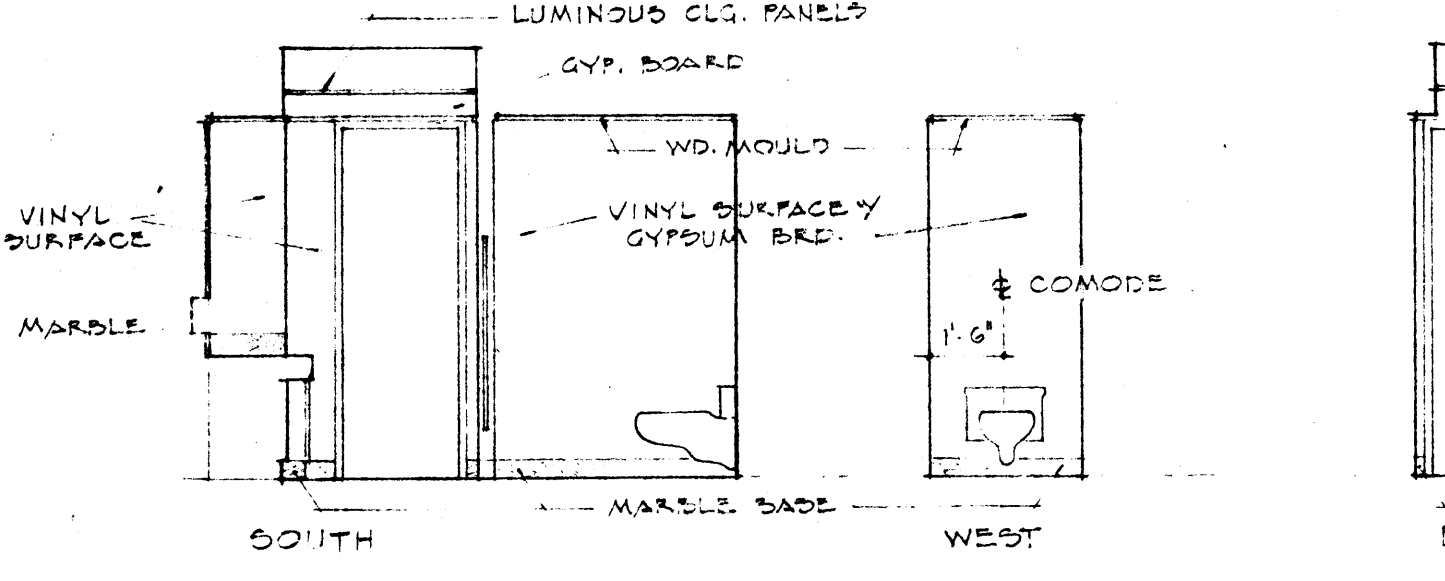 LUMINOUS CLG. PANELS
GYP. BOARD
WD. MOULD
VINYL
SURFACE
VINYL SURFACE
GYPSUM BRD.
℄ COMODE
MARBLE
1'-6"
MARBLE BASE
SOUTH
WEST